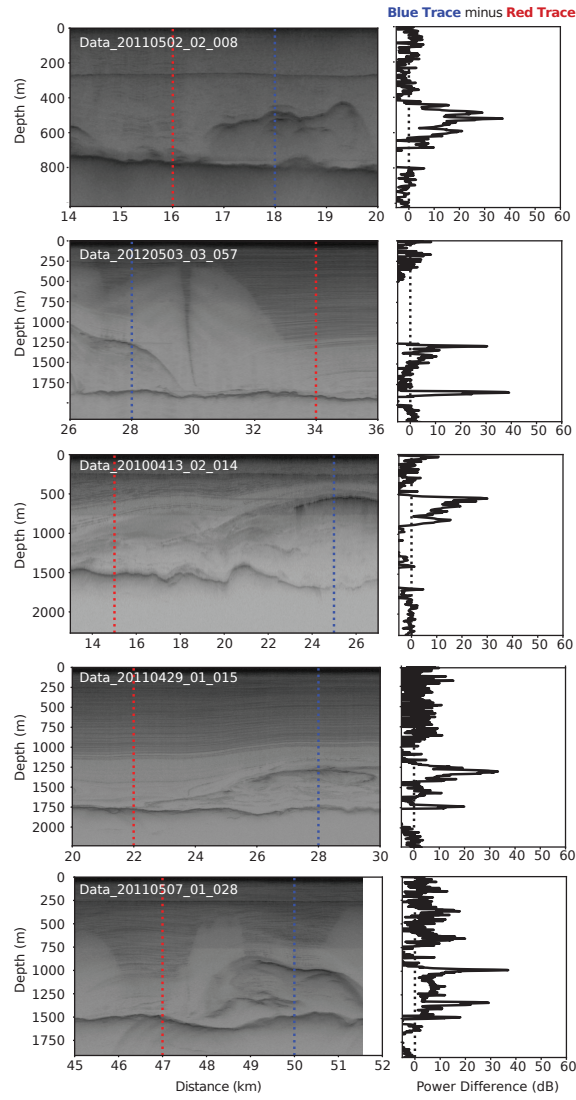 Blue Trace minus Red Trace
Data_20110502_02_008
Depth (m)
0
200
400
600
800
14 15 16 17 18 19 20
0 10 20 30 40 50 60
Data_20120503_03_057
Depth (m)
0
250
500
750
1000
1250
1500
1750
26 28 30 32 34 36
0 10 20 30 40 50 60
Data_20100413_02_014
Depth (m)
0
500
1000
1500
2000
14 16 18 20 22 24 26
0 10 20 30 40 50 60
Data_20110429_01_015
Depth (m)
0
250
500
750
1000
1250
1500
1750
2000
20 22 24 26 28 30
0 10 20 30 40 50 60
Data_20110507_01_028
Depth (m)
0
250
500
750
1000
1250
1500
1750
45 46 47 48 49 50 51 52
0 10 20 30 40 50 60
Distance (km)
Power Difference (dB)